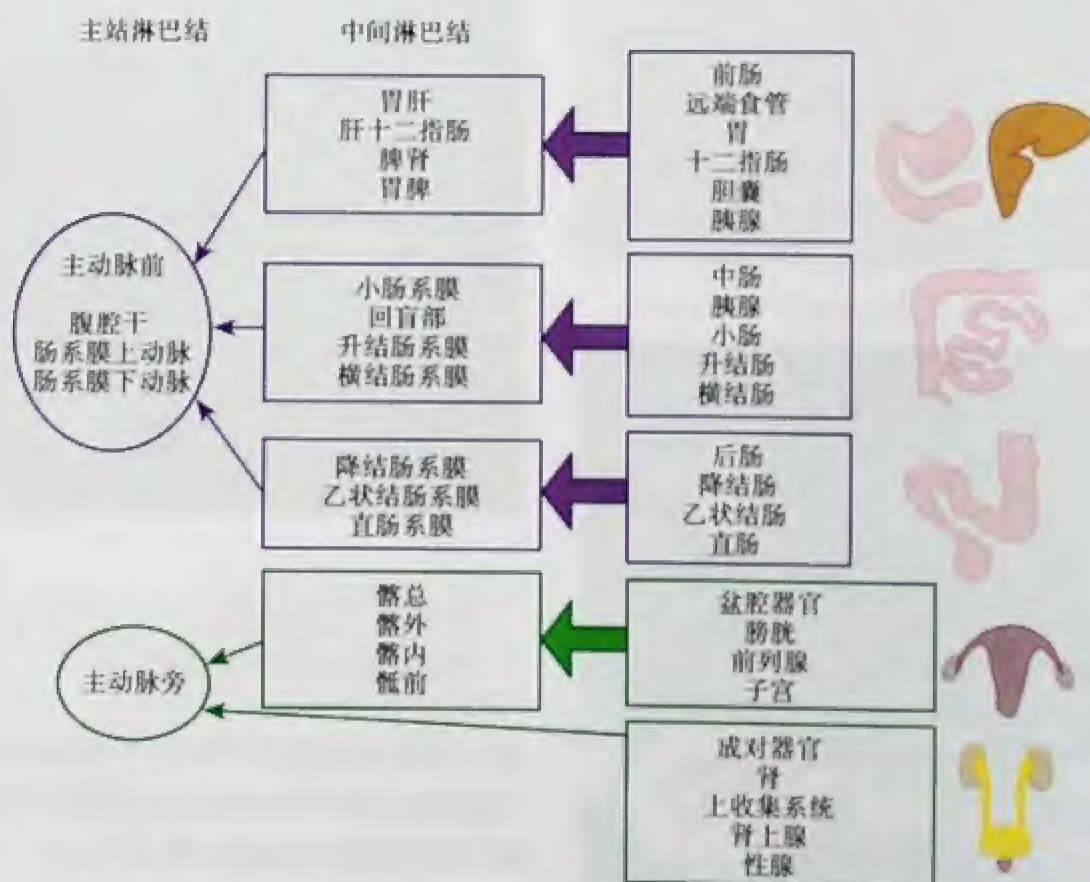 主站淋巴结
中间淋巴结
胃肝
肝十二指肠
脾肾
胃脾
前肠
远端食管
胃
十二指肠
胆囊
胰腺
主动脉前
腹腔干
肠系膜上动脉
肠系膜下动脉
小肠系膜
回盲部
升结肠系膜
横结肠系膜
中肠
胰腺
小肠
升结肠
横结肠
降结肠系膜
乙状结肠系膜
直肠系膜
后肠
降结肠
乙状结肠
直肠
主动脉旁
髂总
髂外
髂内
骶前
盆腔器官
膀胱
前列腺
子宫
成对器官
肾
上收集系统
肾上腺
性腺